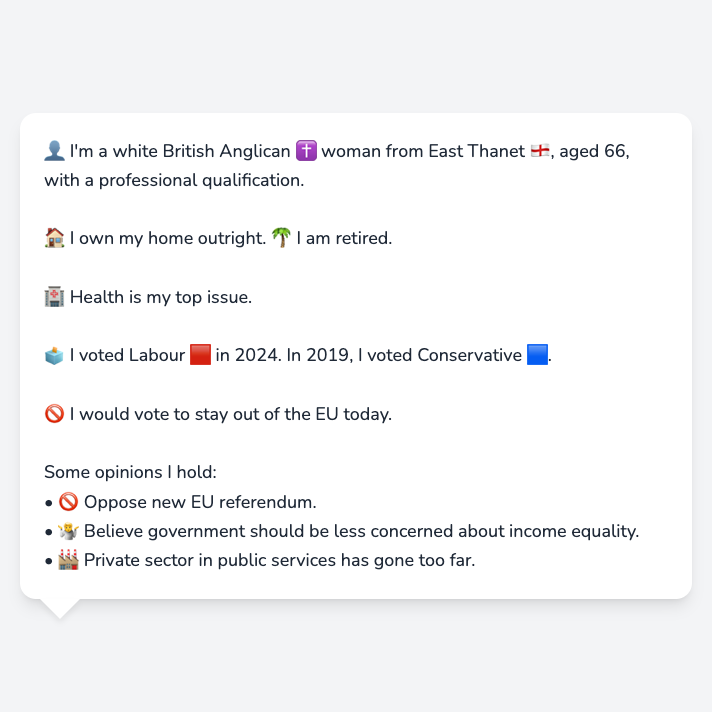 👤 I'm a white British Anglican ✝️ woman from East Thanet 🏴󠁧󠁢󠁥󠁮󠁧󠁿, aged 66,
with a professional qualification.
🏠 I own my home outright. 🌴 I am retired.
🏥 Health is my top issue.
🗳️ I voted Labour 🟥 in 2024. In 2019, I voted Conservative 🟦.
🚫 I would vote to stay out of the EU today.
Some opinions I hold:
• 🚫 Oppose new EU referendum.
• 🤷 Believe government should be less concerned about income equality.
• 🏭 Private sector in public services has gone too far.